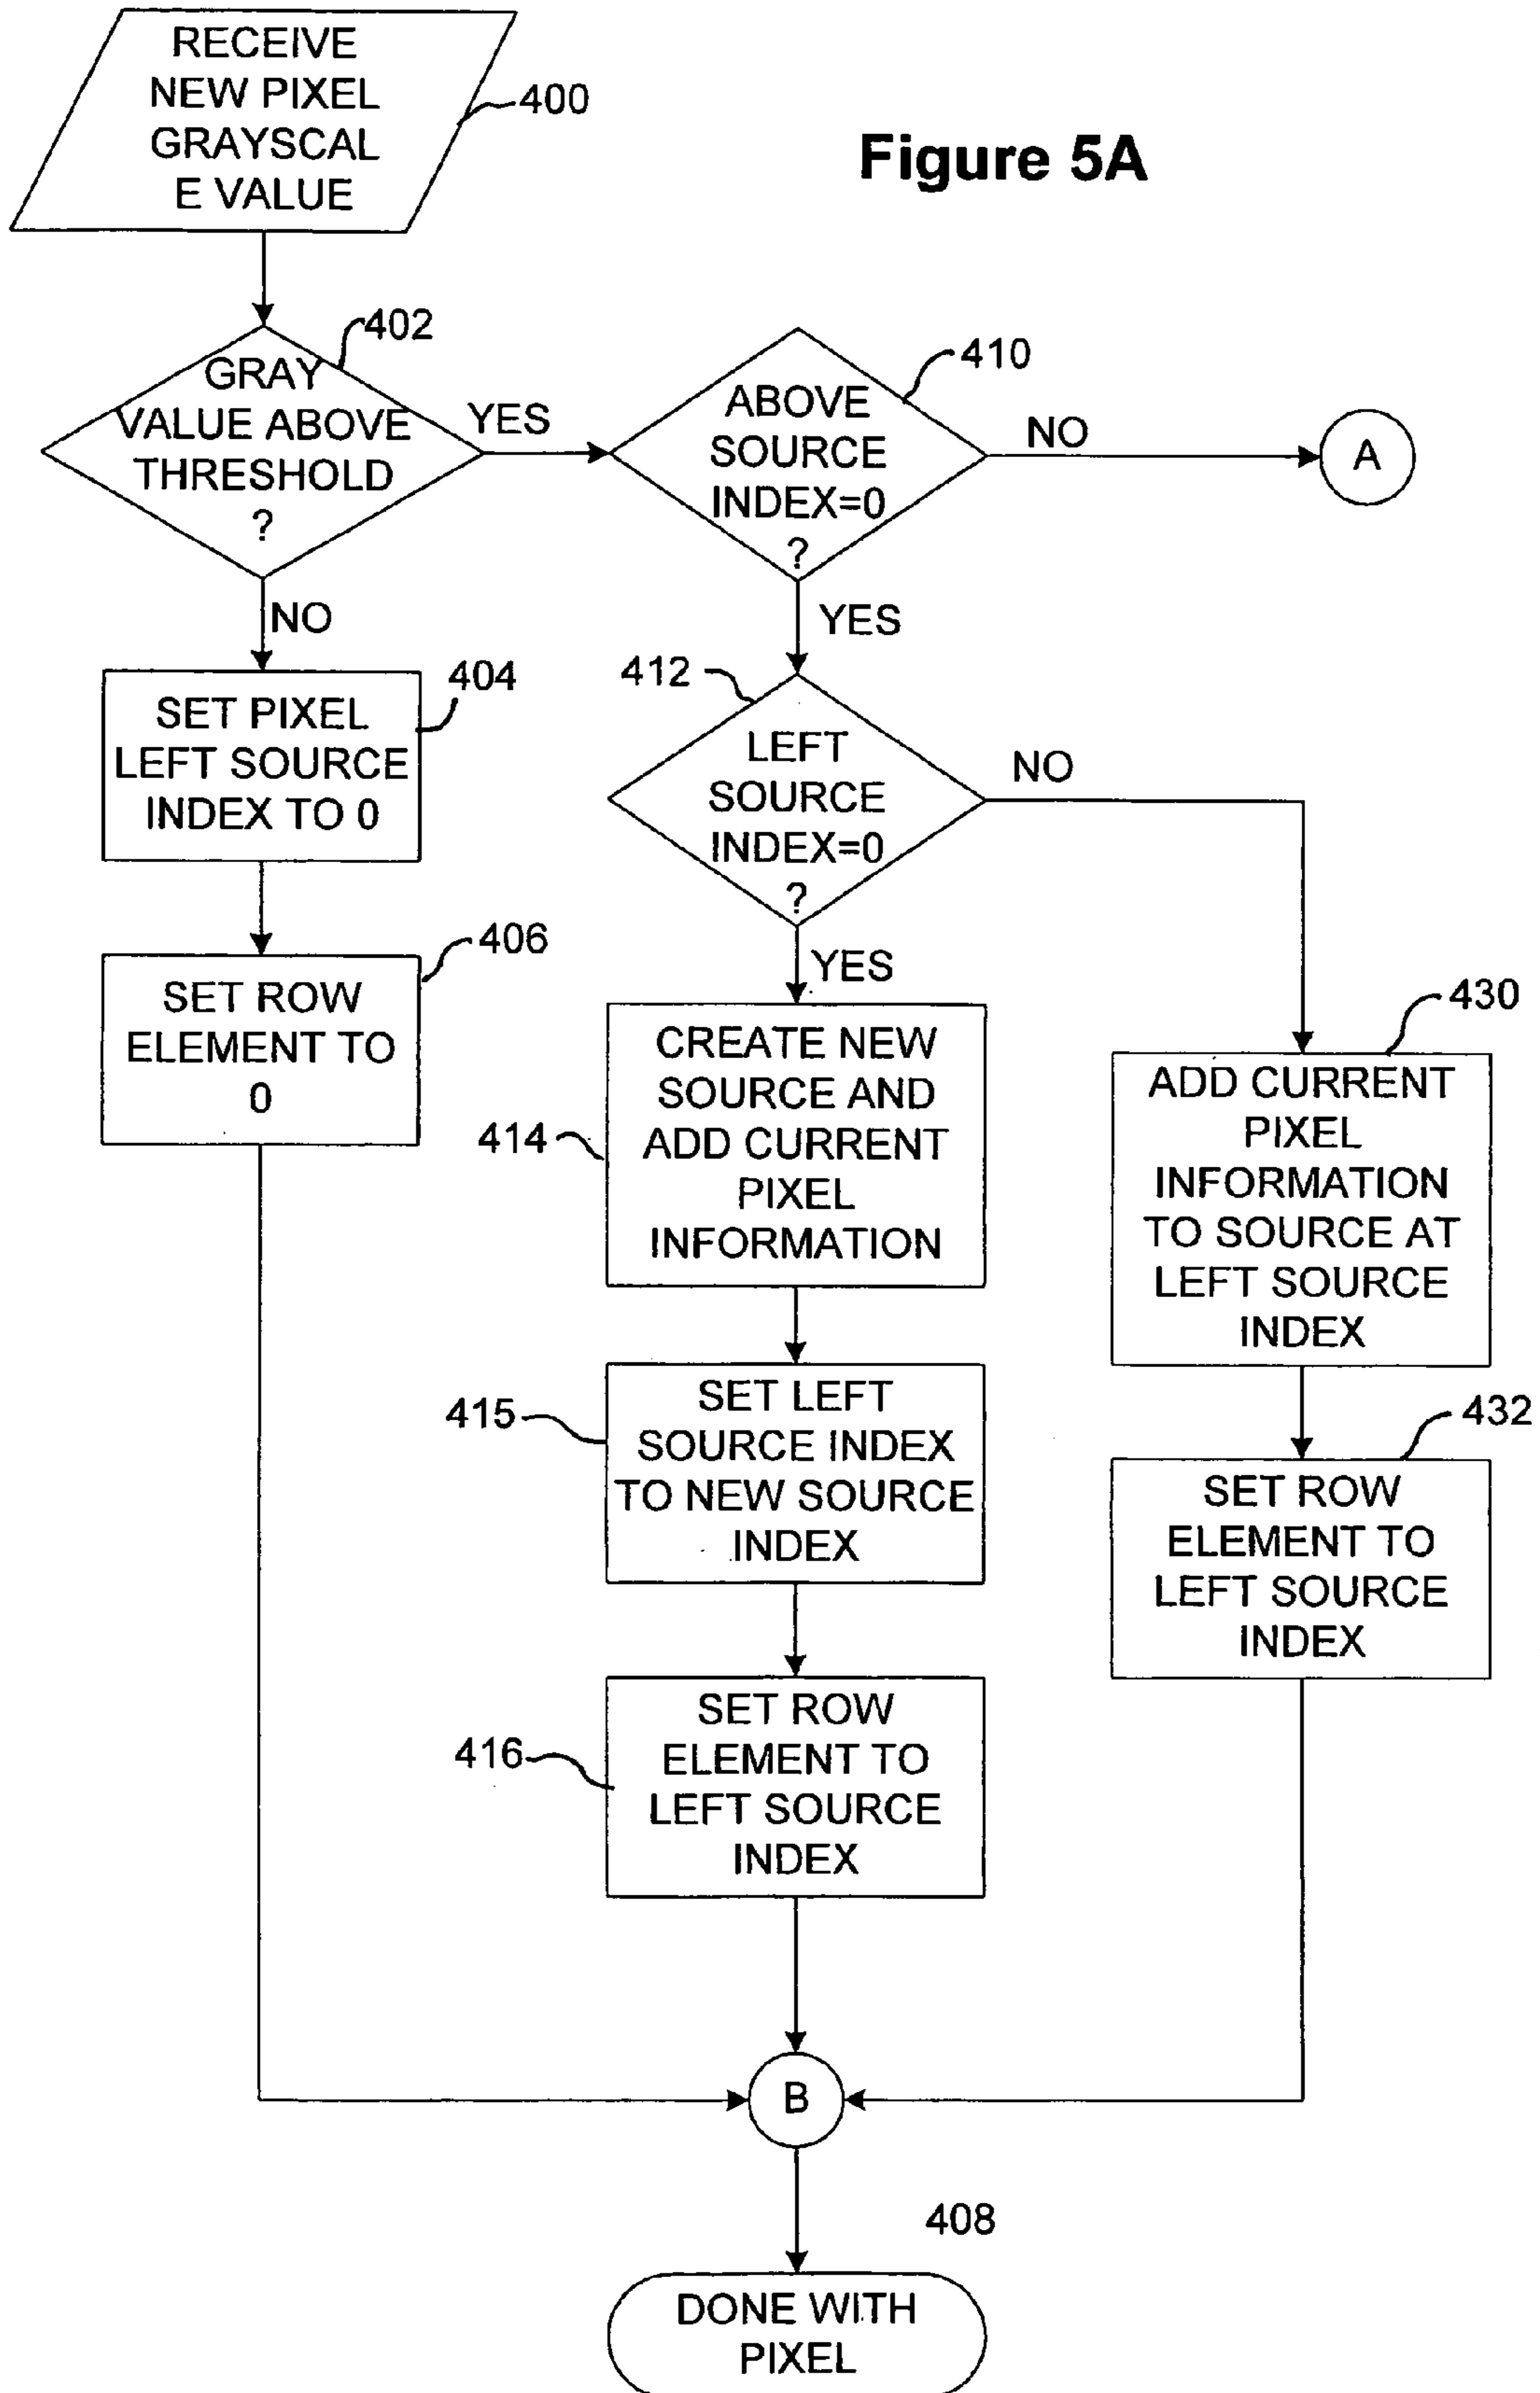 RECEIVE
NEW PIXEL
GRAYSCAL
E VALUE
400
Figure 5A
402
GRAY
VALUE ABOVE
THRESHOLD
?
YES
NO
410
ABOVE
SOURCE
INDEX=0
?
NO
A
YES
404
SET PIXEL
LEFT SOURCE
INDEX TO 0
412
LEFT
SOURCE
INDEX=0
?
NO
YES
406
SET ROW
ELEMENT TO
0
414
CREATE NEW
SOURCE AND
ADD CURRENT
PIXEL
INFORMATION
430
ADD CURRENT
PIXEL
INFORMATION
TO SOURCE AT
LEFT SOURCE
INDEX
415
SET LEFT
SOURCE INDEX
TO NEW SOURCE
INDEX
432
SET ROW
ELEMENT TO
LEFT SOURCE
INDEX
416
SET ROW
ELEMENT TO
LEFT SOURCE
INDEX
B
408
DONE WITH
PIXEL